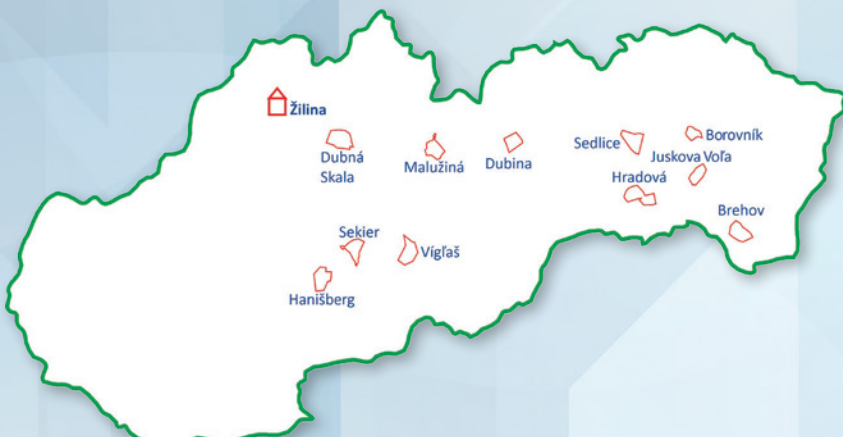 Žilina
Dubná
Skala
Malužiná
Dubina
Sedlice
Borovník
Juskova Voľa
Hradová
Brehov
Sekier
Vígľaš
Hanišberg